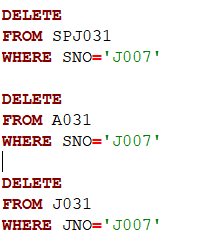 DELETE
FROM SPJ031
WHERE SNO='J007'
DELETE
FROM A031
WHERE SNO='J007'
DELETE
FROM J031
WHERE JNO='J007'